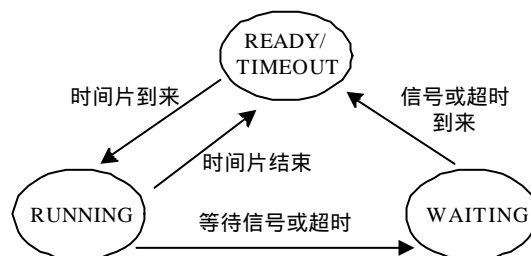 READY/
TIMEOUT
时间片到来
信号或超时
到来
时间片结束
RUNNING
等待信号或超时
WAITING